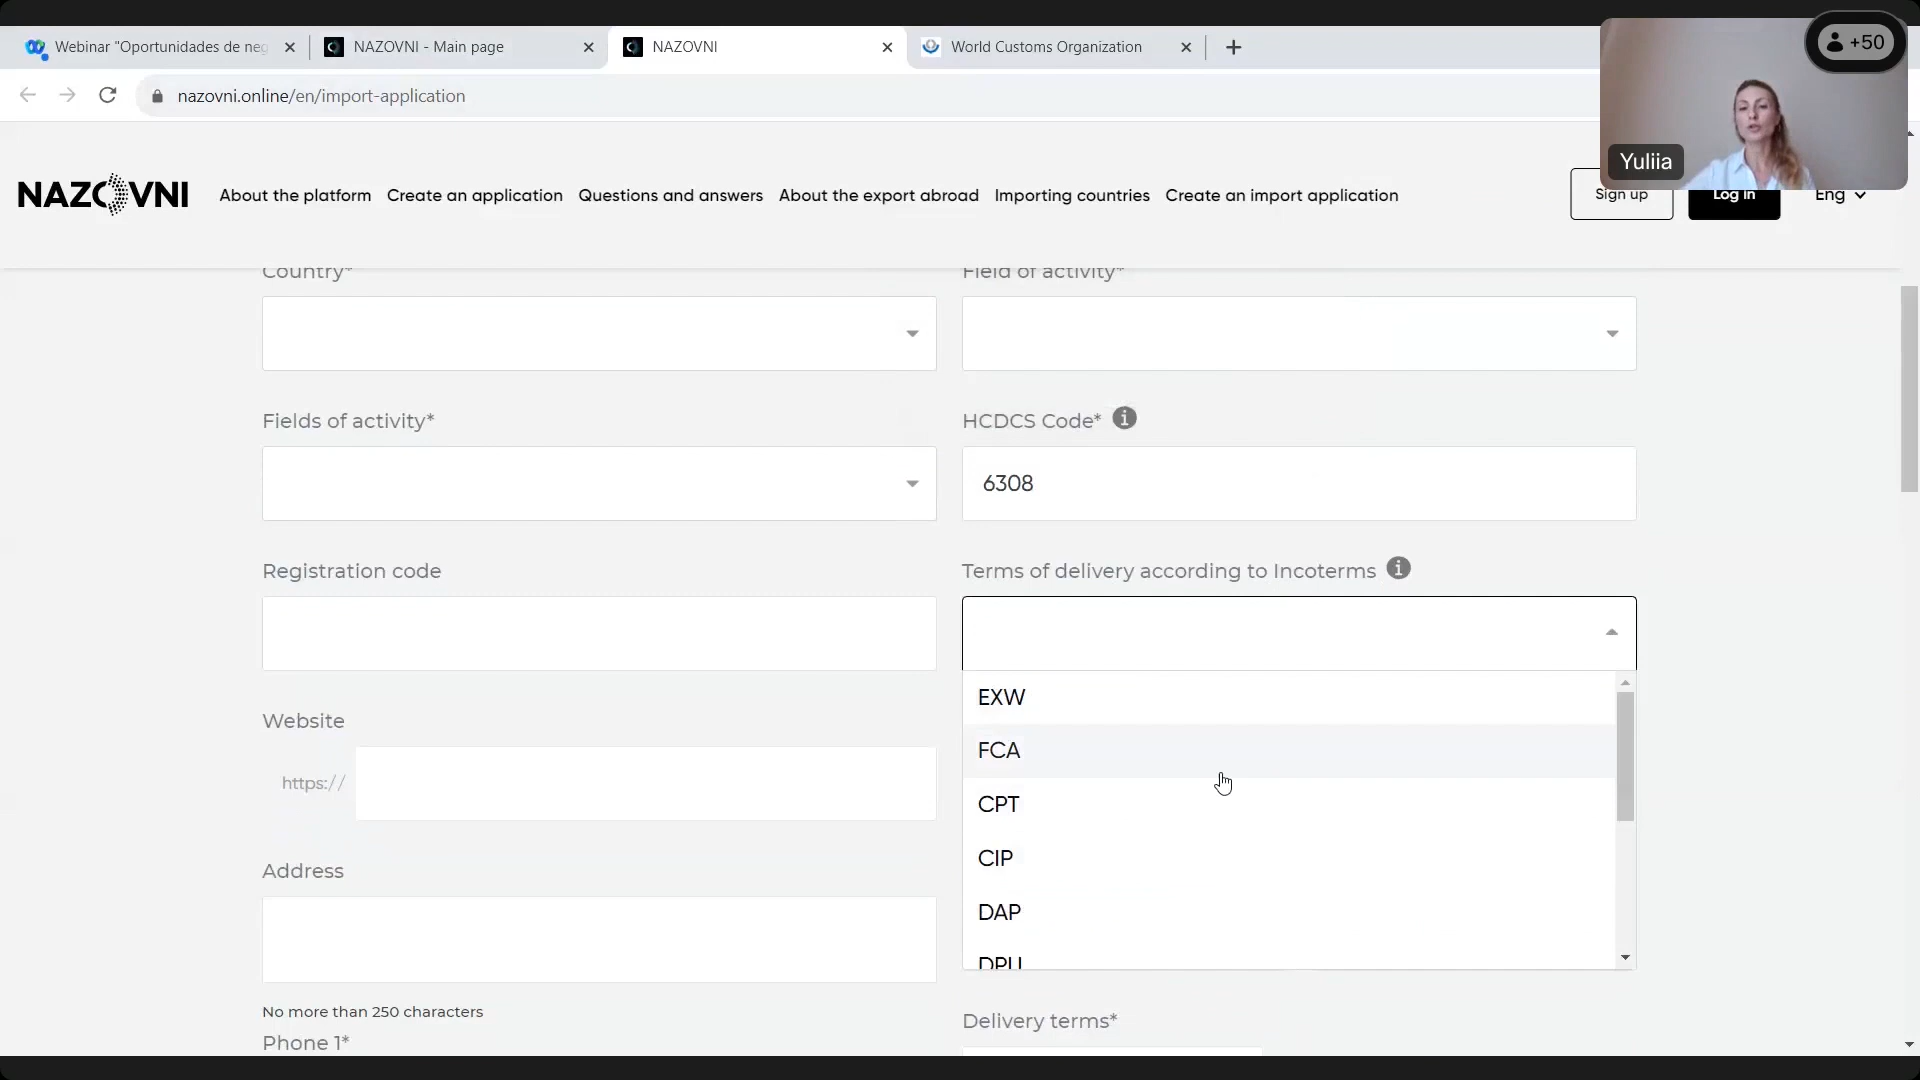 Webinar "Oportunidades de neg
NAZOVNI - Main page
NAZOVNI
World Customs Organization
+50
nazovni.online/en/import-application
Yuliia
NAZOVNI
About the platform
Create an application
Questions and answers
About the export abroad
Importing countries
Create an import application
Sign up
Log in
Eng
Country*
Field of activity*
Fields of activity*
HCDCS Code*
6308
Registration code
Terms of delivery according to Incoterms
EXW
FCA
CPT
CIP
DAP
DPU
Website
https://
Address
No more than 250 characters
Delivery terms*
Phone 1*